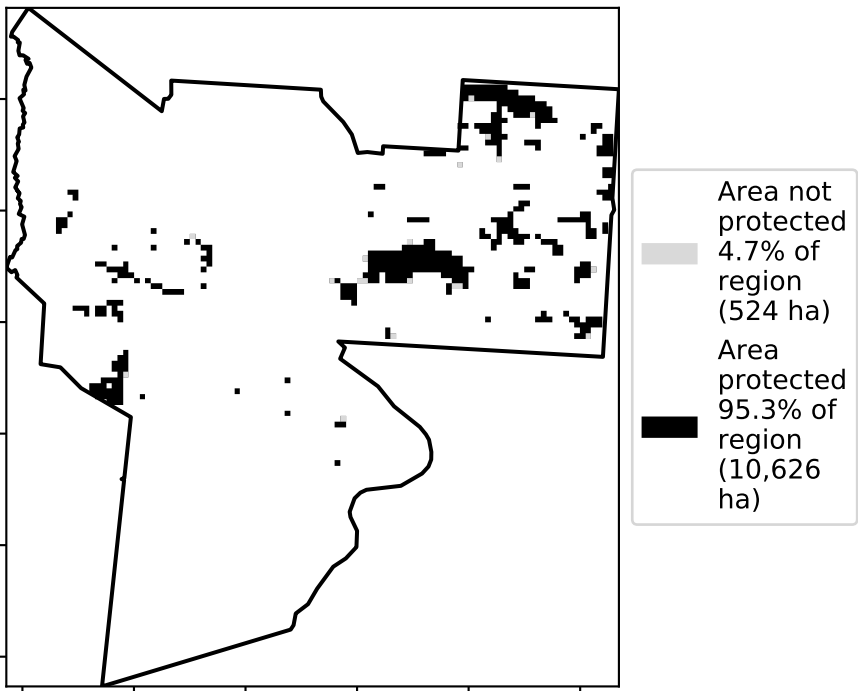 Area not
protected
4.7% of
region
(524 ha)
Area
protected
95.3% of
region
(10,626
ha)